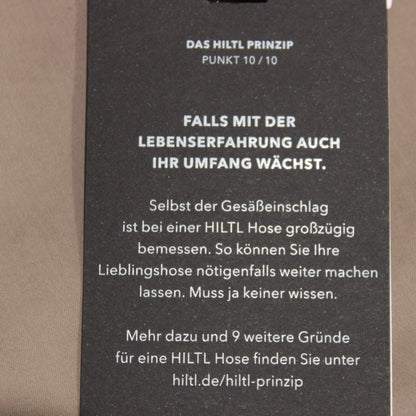 DAS HILTL PRINZIP
PUNKT 10 / 10
FALLS MIT DER
LEBENSERFAHRUNG AUCH
IHR UMFANG WÄCHST.
Selbst der Gesäßeinschlag
ist bei einer HILTL Hose großzügig
bemessen. So können Sie Ihre
Lieblingshose nötigenfalls weiter machen
lassen. Muss ja keiner wissen.
Mehr dazu und 9 weitere Gründe
für eine HILTL Hose finden Sie unter
hiltl.de/hiltl-prinzip